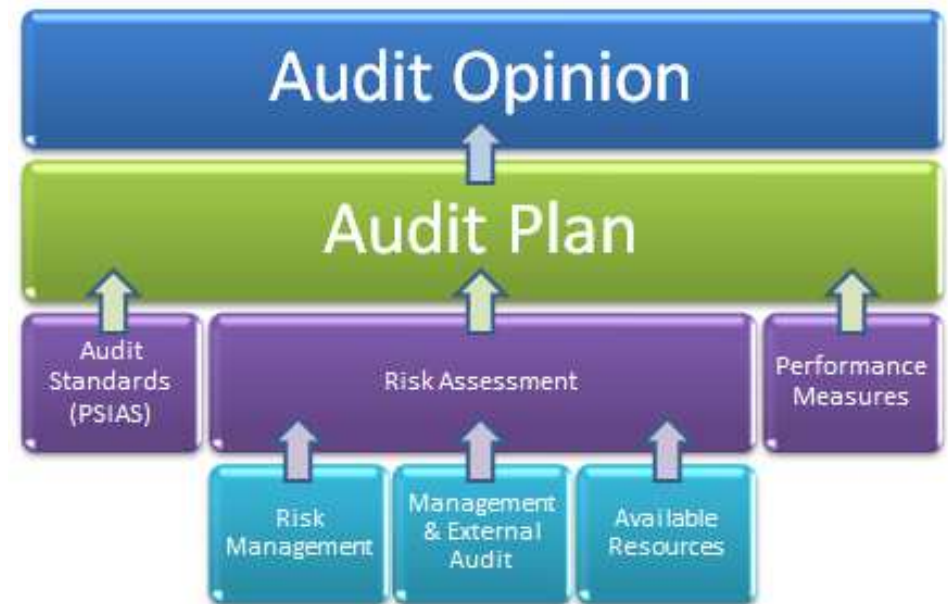 Audit Opinion
Audit Plan
Audit
Standards
(PSIAS)
Risk Assessment
Performance
Measures
Risk
Management
Management
& External
Audit
Available
Resources